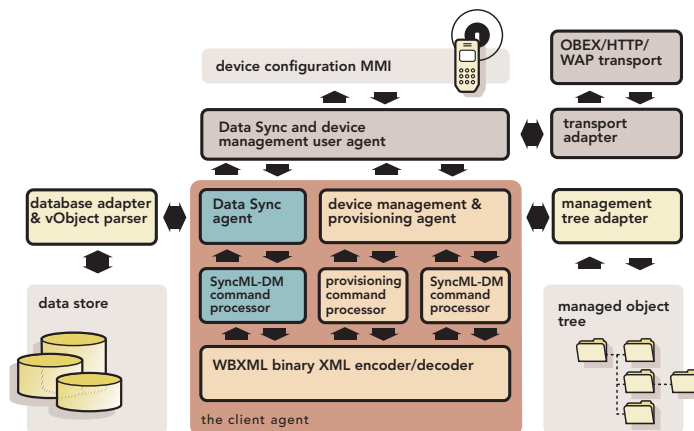 device configuration MMI
OBEX/HTTP/
WAP transport
Data Sync and device
management user agent
transport
adapter
database adapter
& vObject parser
Data Sync
agent
device management &
provisioning agent
management
tree adapter
data store
SyncML-DM
command
processor
provisioning
command
processor
SyncML-DM
command
processor
managed object
tree
WBXML binary XML encoder/decoder
the client agent